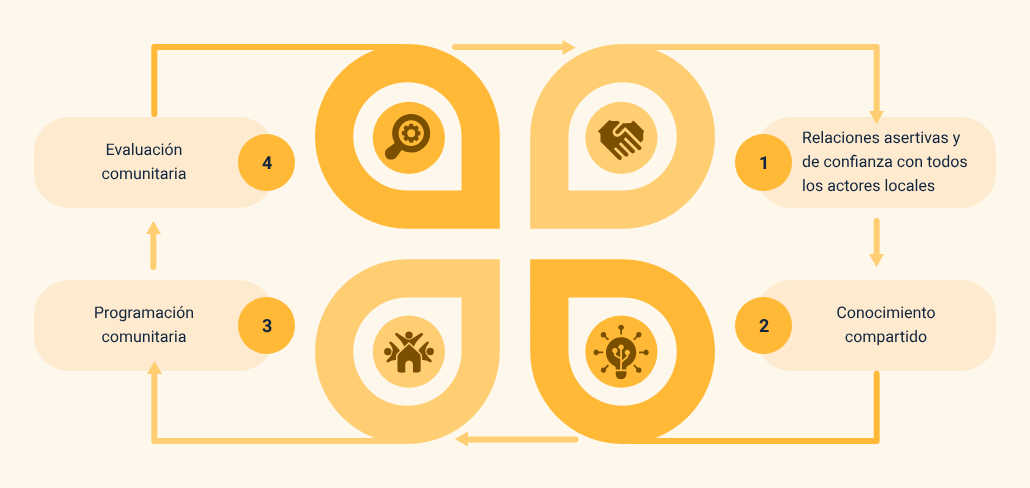 Relaciones asertivas y
de confianza con todos
los actores locales
1
Conocimiento
compartido
2
Programación
comunitaria
3
Evaluación
comunitaria
4